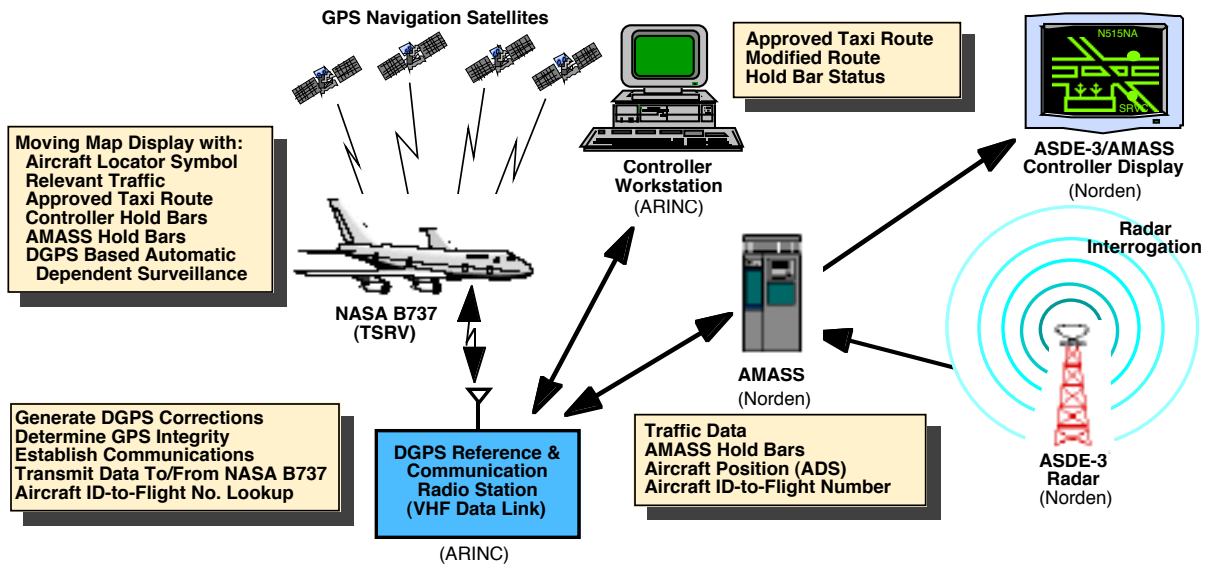 GPS Navigation Satellites
Approved Taxi Route
Modified Route
Hold Bar Status
N515NA
SRVC
ASDE-3/AMASS
Controller Display
(Norden)
Moving Map Display with:
Aircraft Locator Symbol
Relevant Traffic
Approved Taxi Route
Controller Hold Bars
AMASS Hold Bars
DGPS Based Automatic
Dependent Surveillance
Controller
Workstation
(ARINC)
Radar
Interrogation
NASA B737
(TSRV)
AMASS
(Norden)
Generate DGPS Corrections
Determine GPS Integrity
Establish Communications
Transmit Data To/From NASA B737
Aircraft ID-to-Flight No. Lookup
DGPS Reference &
Communication
Radio Station
(VHF Data Link)
(ARINC)
Traffic Data
AMASS Hold Bars
Aircraft Position (ADS)
Aircraft ID-to-Flight Number
ASDE-3
Radar
(Norden)